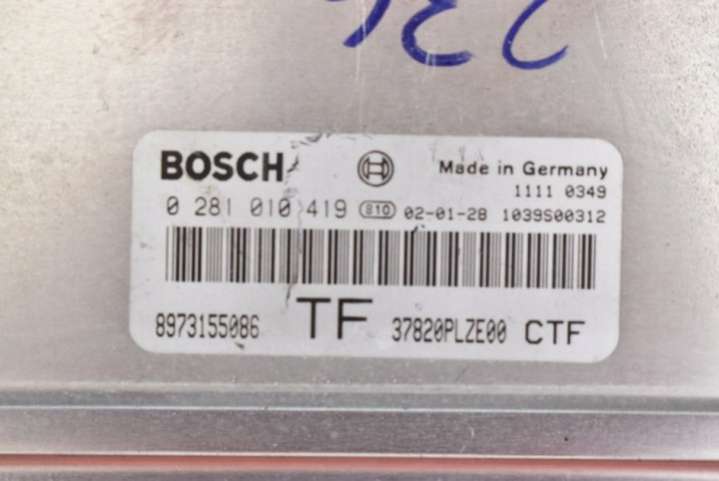 BOSCH Made in Germany
1111 0349
0 281 010 419 810 02-01-28 1039S00312
8973155086 TF 37820PLZE00 CTF